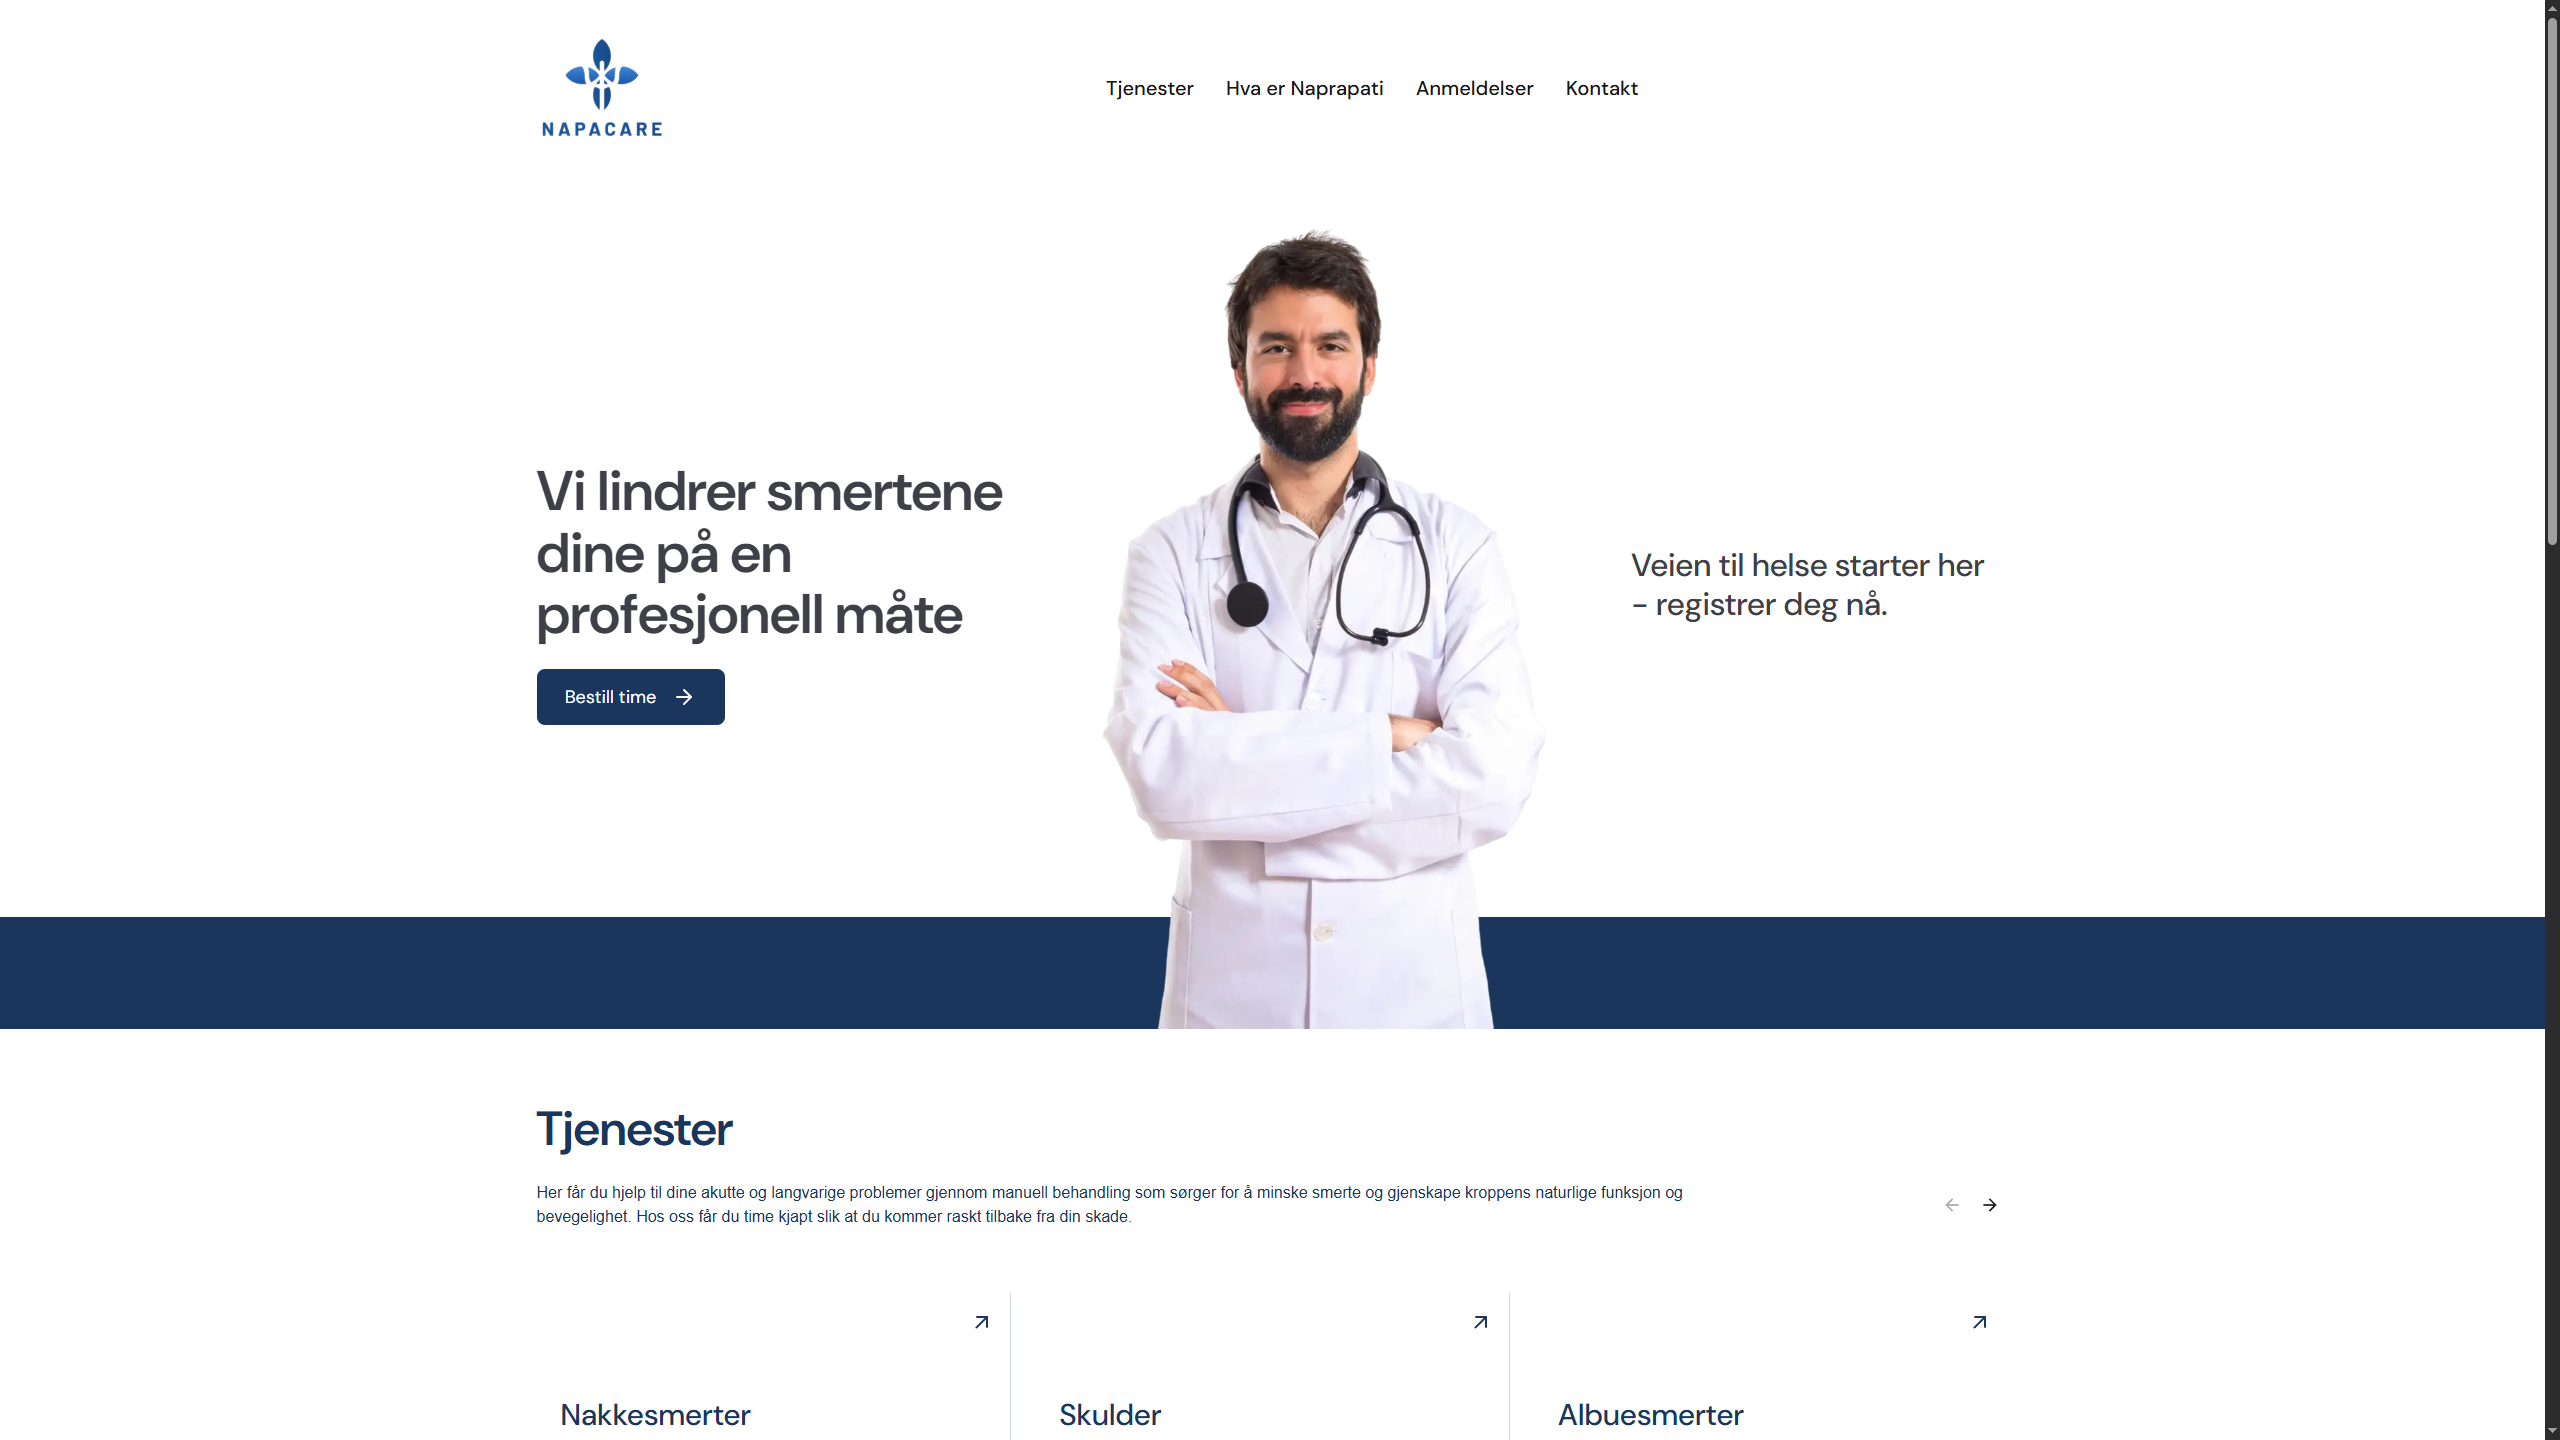 NAPACARE
Tjenester
Hva er Naprapati
Anmeldelser
Kontakt
Vi lindrer smertene
dine på en
profesjonell måte
Bestill time
Veien til helse starter her
- registrer deg nå.
Tjenester
Her får du hjelp til dine akutte og langvarige problemer gjennom manuell behandling som sørger for å minske smerte og gjenskape kroppens naturlige funksjon og
bevegelighet. Hos oss får du time kjapt slik at du kommer raskt tilbake fra din skade.
Nakkesmerter
Skulder
Albuesmerter